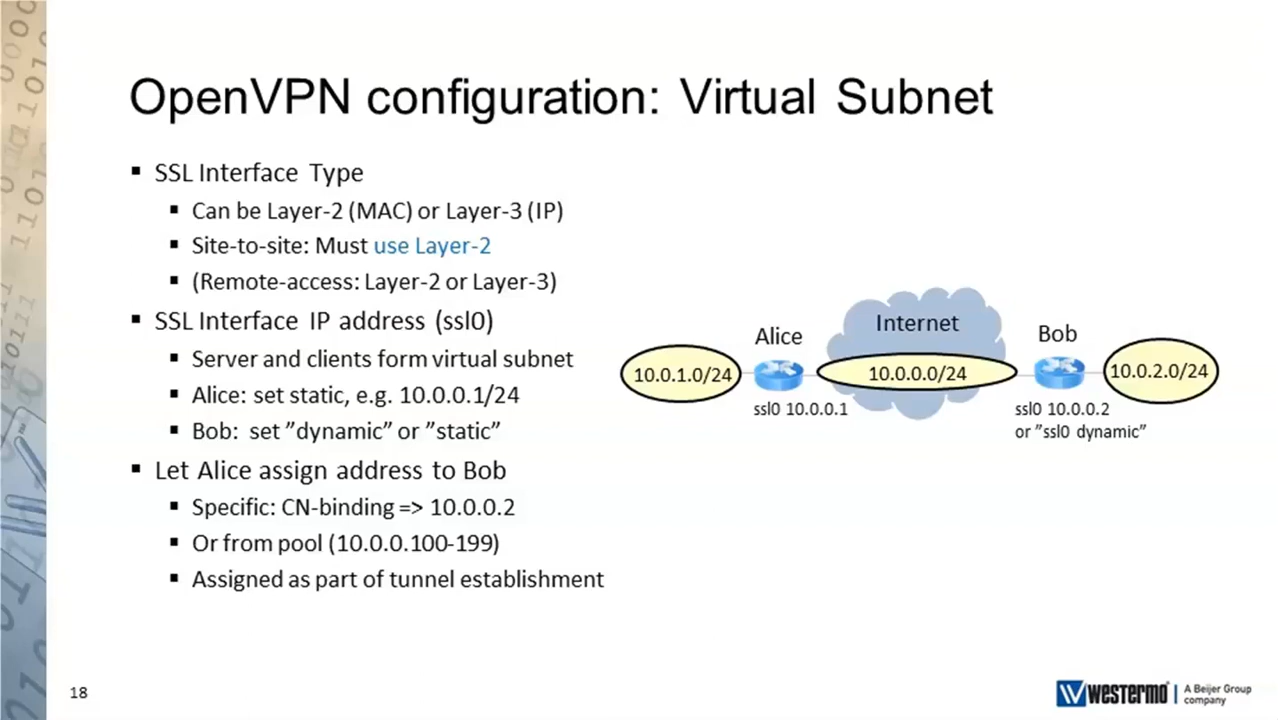 OpenVPN configuration: Virtual Subnet
SSL Interface Type
Can be Layer-2 (MAC) or Layer-3 (IP)
Site-to-site: Must use Layer-2
(Remote-access: Layer-2 or Layer-3)
SSL Interface IP address (ssl0)
Server and clients form virtual subnet
Alice: set static, e.g. 10.0.0.1/24
Bob: set ”dynamic” or ”static”
Let Alice assign address to Bob
Specific: CN-binding => 10.0.0.2
Or from pool (10.0.0.100-199)
Assigned as part of tunnel establishment
Internet
Alice
Bob
10.0.1.0/24
10.0.0.0/24
10.0.2.0/24
ssl0 10.0.0.1
ssl0 10.0.0.2
or ”ssl0 dynamic”
18
westermo
A Beijer Group
company